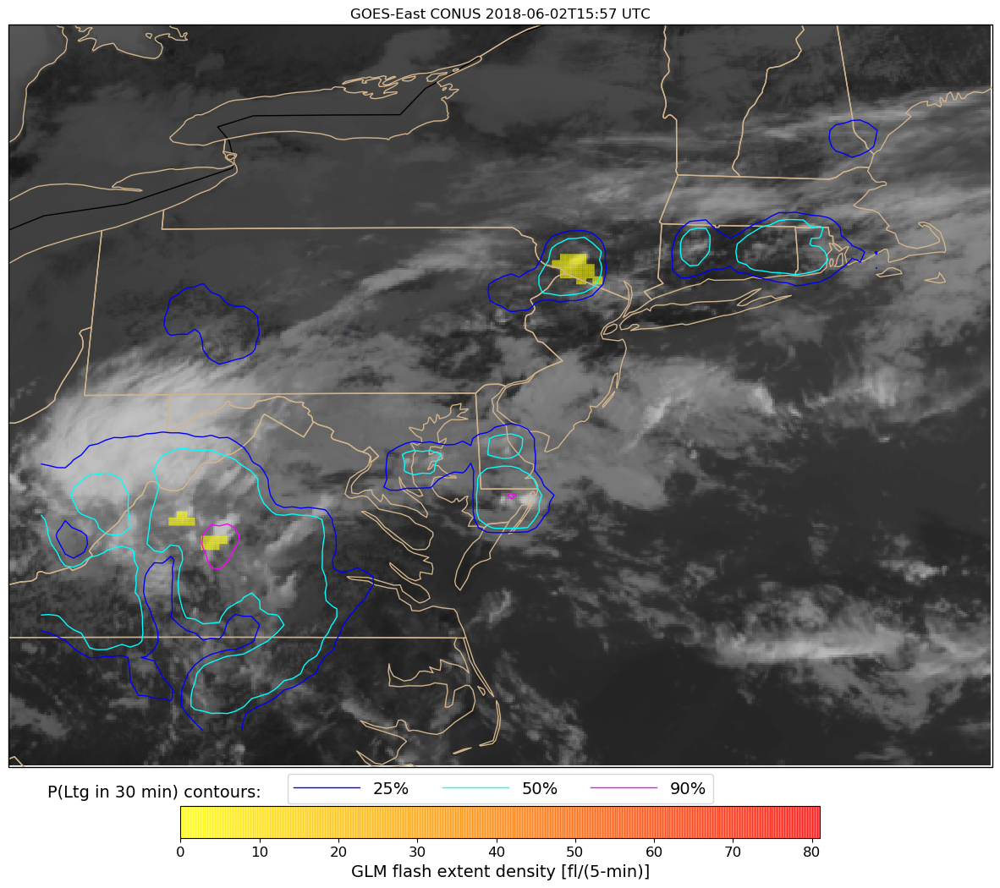 GOES-East CONUS 2018-06-02T15:57 UTC
P(Ltg in 30 min) contours: 25% 50% 90%
0 10 20 30 40 50 60 70 80
GLM flash extent density [fl/(5-min)]